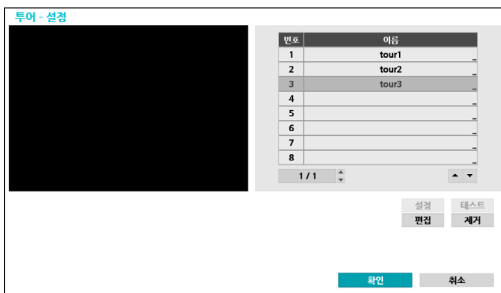 투어 - 설정
번호 이름
1 tour1 ...
2 tour2 ...
3 tour3 ...
4 ...
5 ...
6 ...
7 ...
8 ...
1 / 1
설정 테스트
편집 제거
확인 취소